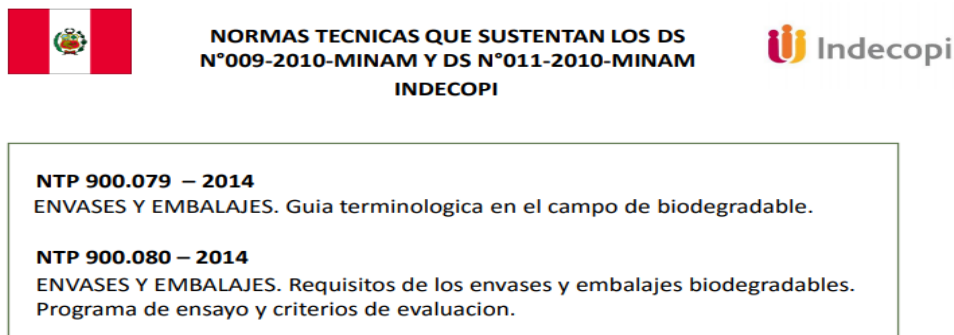 NORMAS TECNICAS QUE SUSTENTAN LOS DS
N°009-2010-MINAM Y DS N°011-2010-MINAM
INDECOPI
Indecopi
NTP 900.079 – 2014
ENVASES Y EMBALAJES. Guia terminologica en el campo de biodegradable.
NTP 900.080 – 2014
ENVASES Y EMBALAJES. Requisitos de los envases y embalajes biodegradables.
Programa de ensayo y criterios de evaluacion.